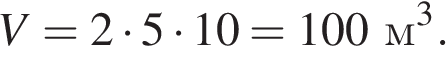 V = 2 · 5 · 10 = 100 м³.